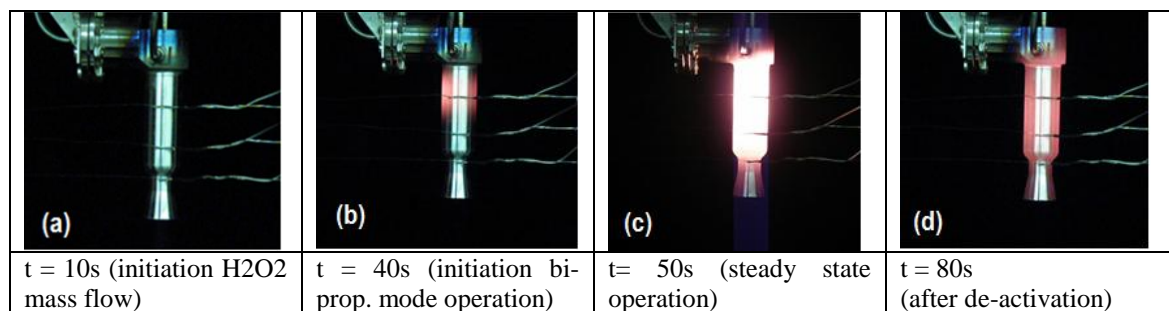 (a)
(b)
(c)
(d)
t = 10s (initiation H2O2
mass flow)
t = 40s (initiation bi-
prop. mode operation)
t= 50s (steady state
operation)
t = 80s
(after de-activation)